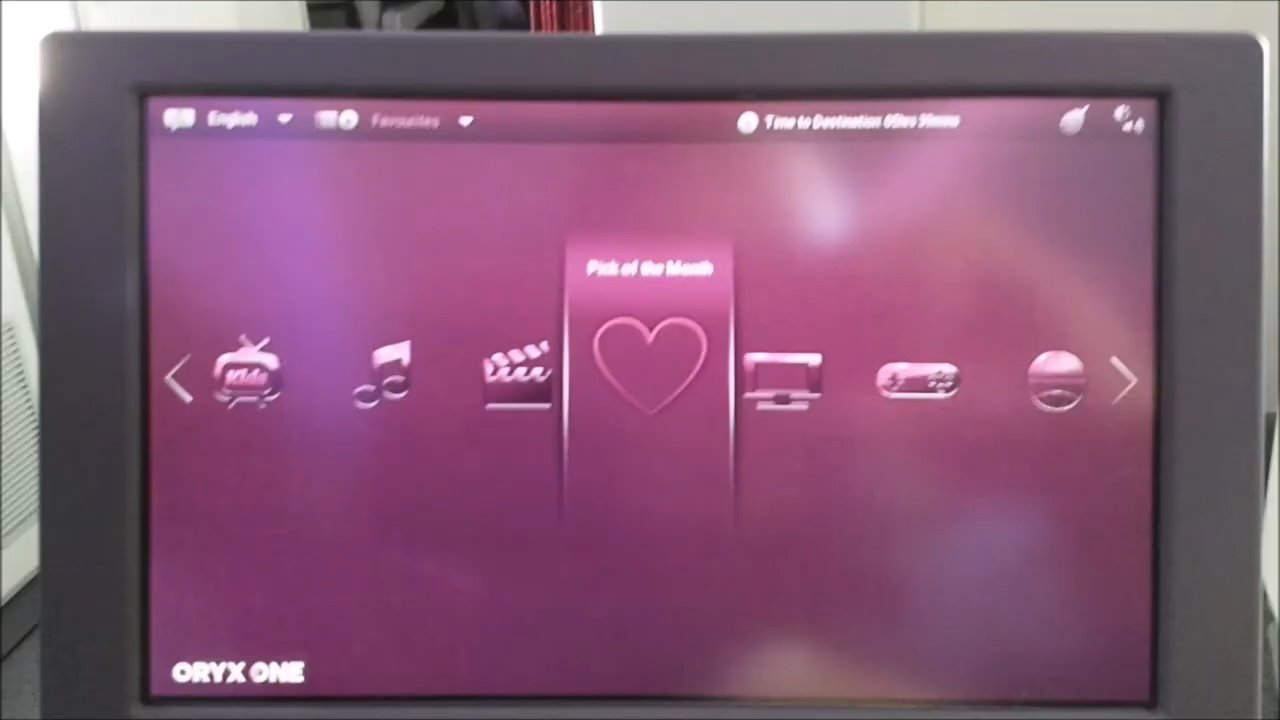 English
Favourites
Time to Destination
Pick of the Month
Kids
ORYX ONE